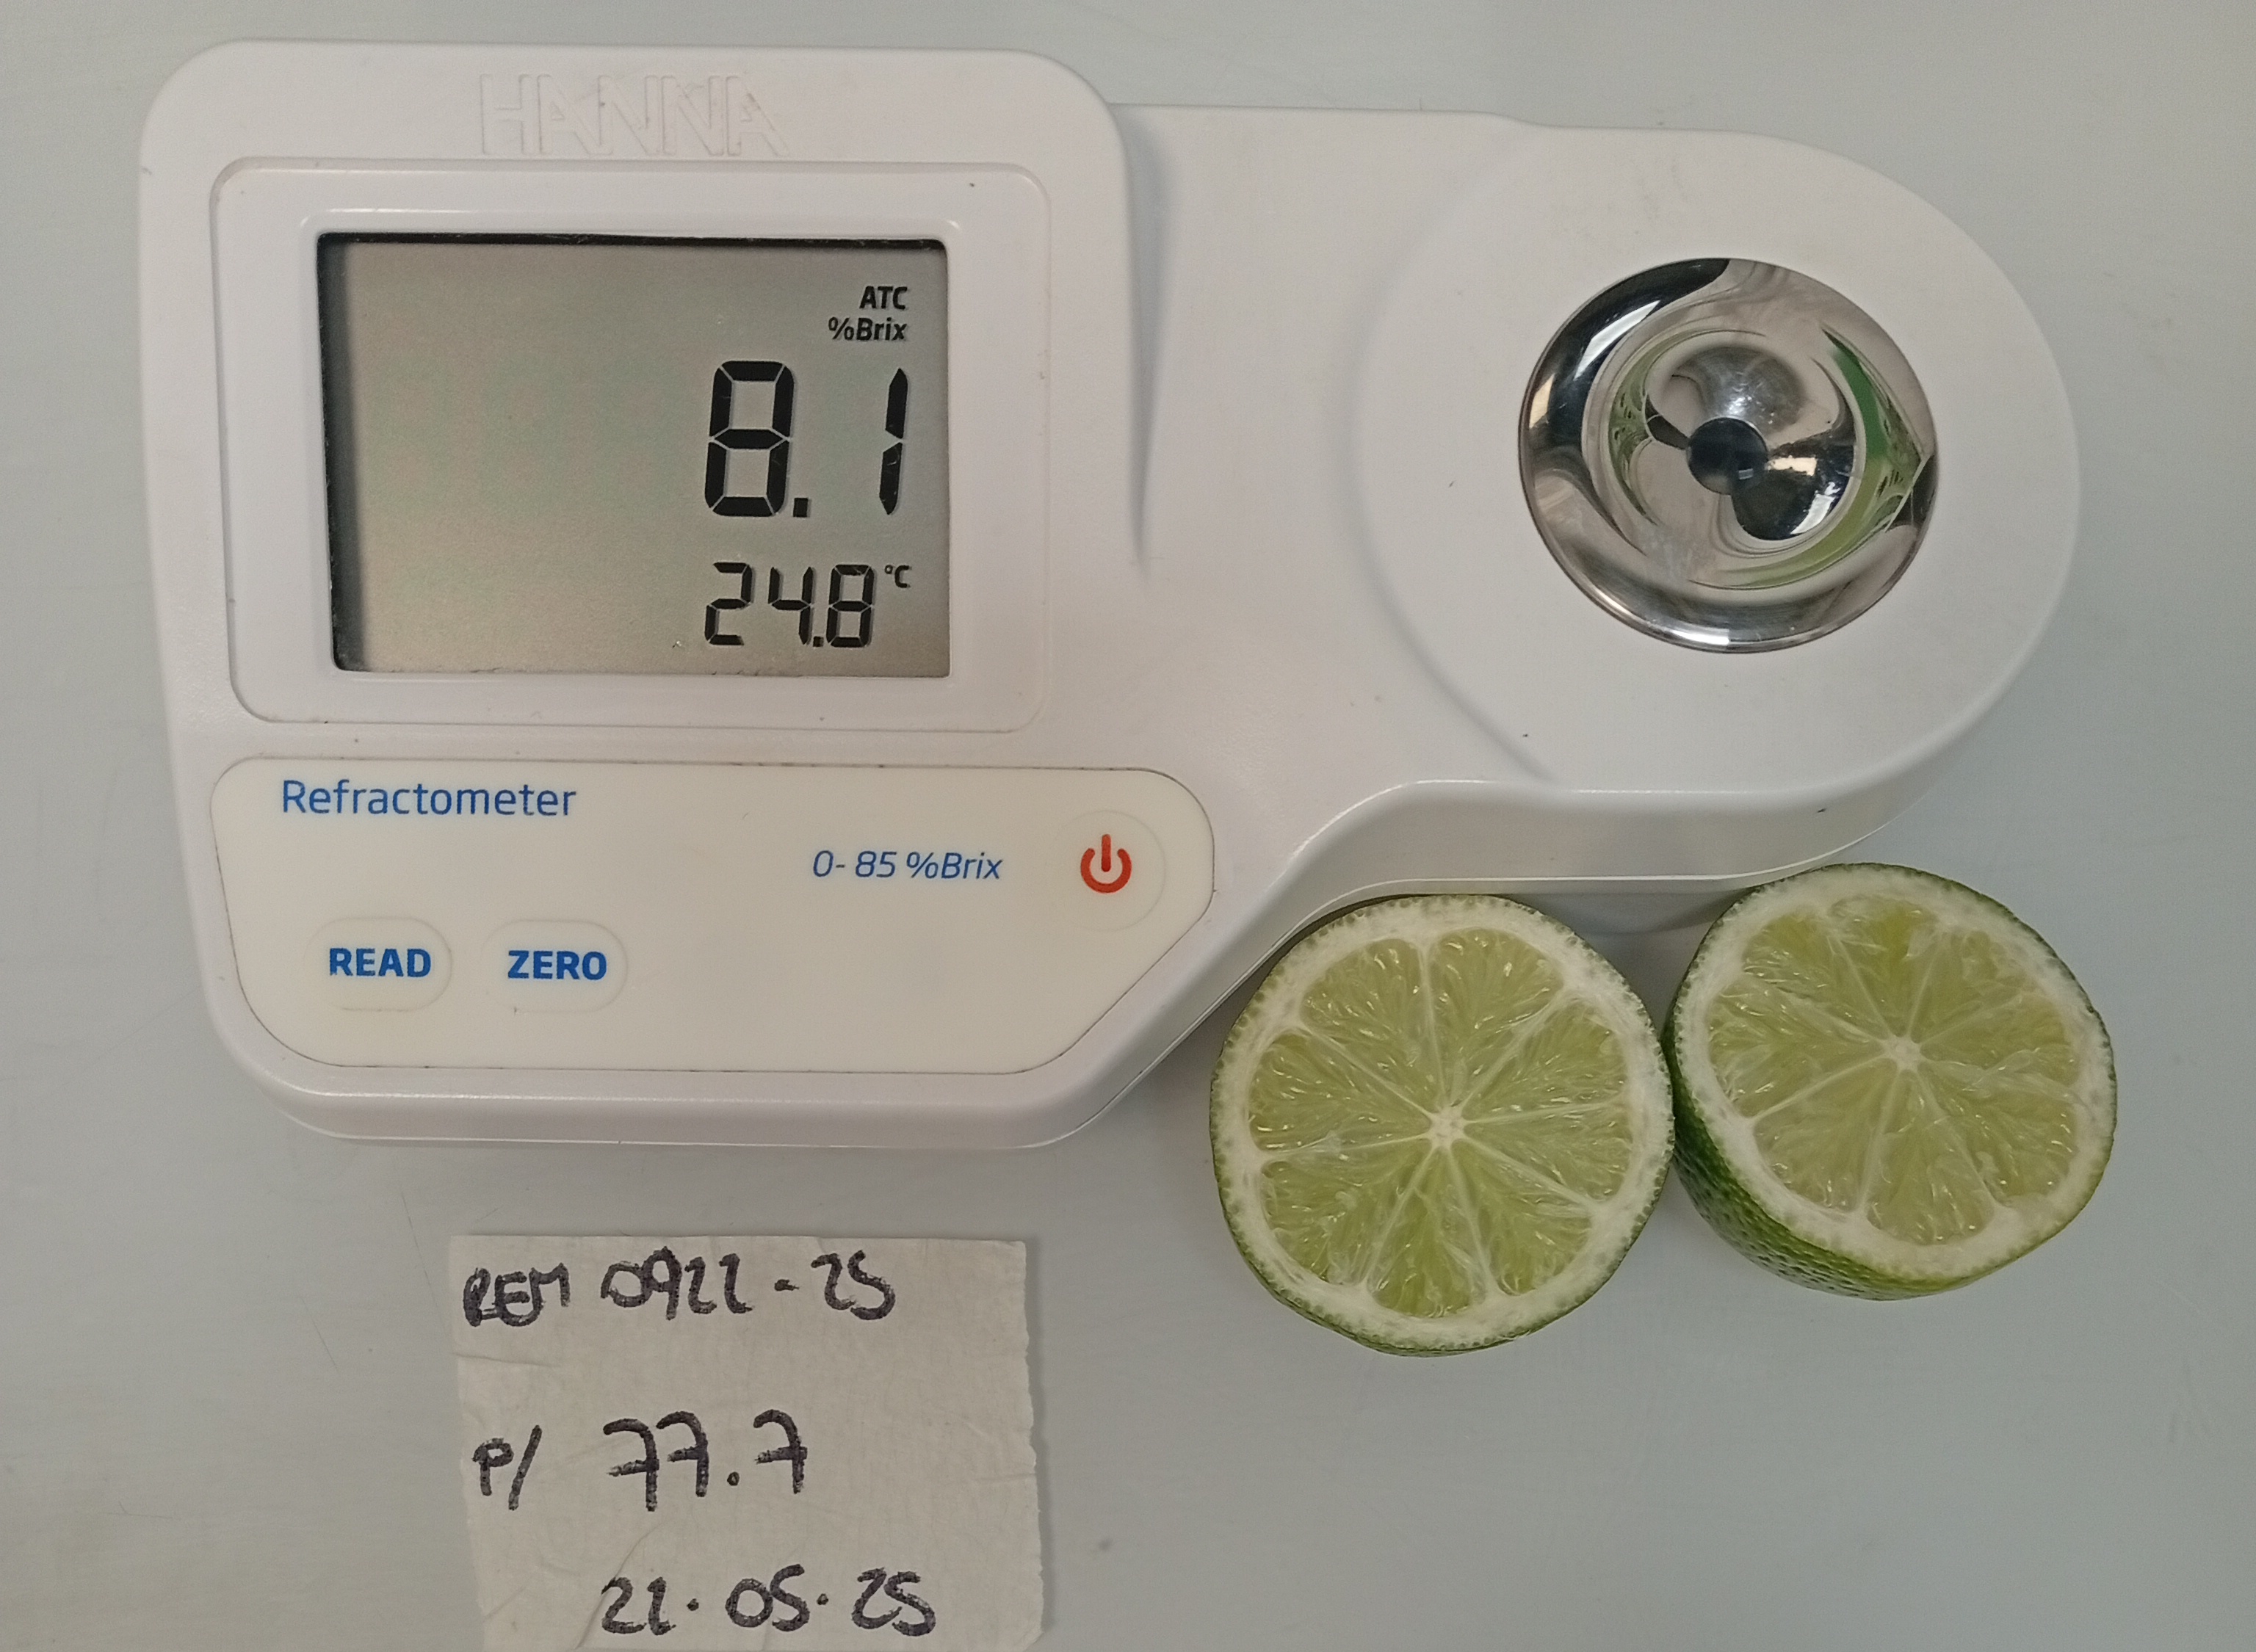 HANNA
ATC
%Brix
8.1
24.8 °C
Refractometer
0-85 %Brix
READ ZERO
REM 0922-25
P/ 77.7
22.05.25